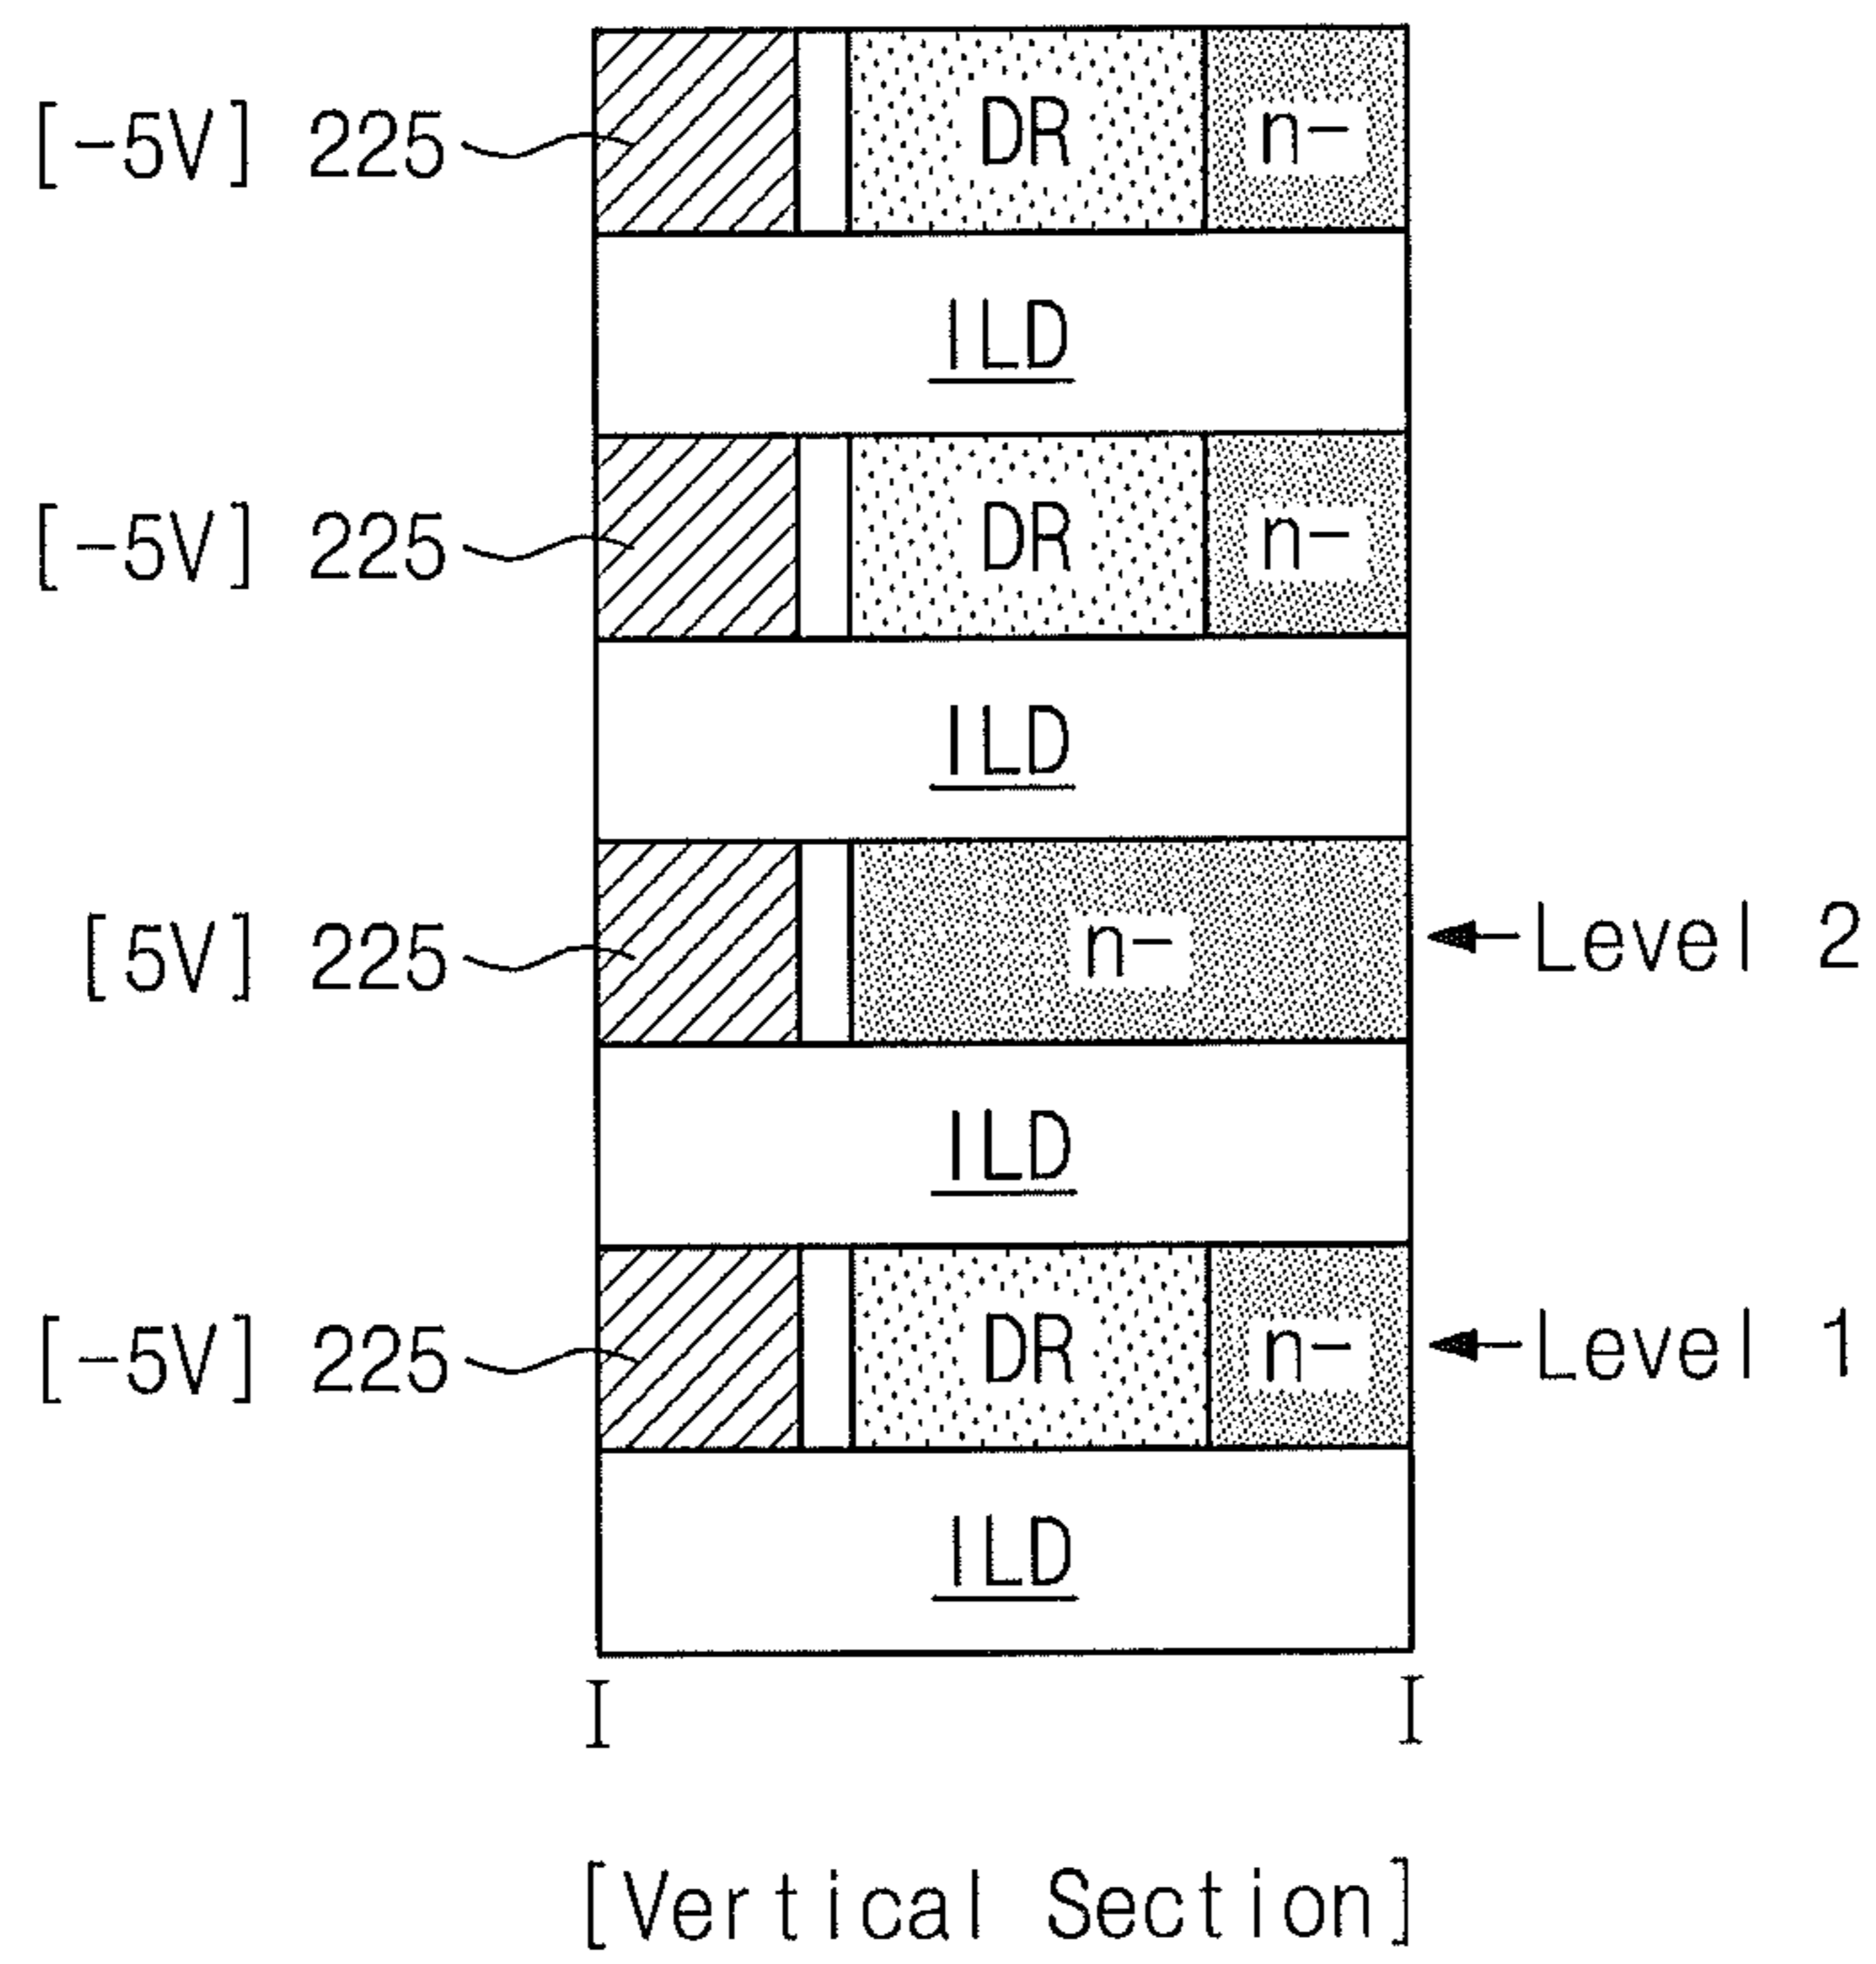 [-5V] 225 DR n-
ILD
[-5V] 225 DR n-
ILD
[5V] 225 n- Level 2
ILD
[-5V] 225 DR n- Level 1
ILD
I I
[Vertical Section]